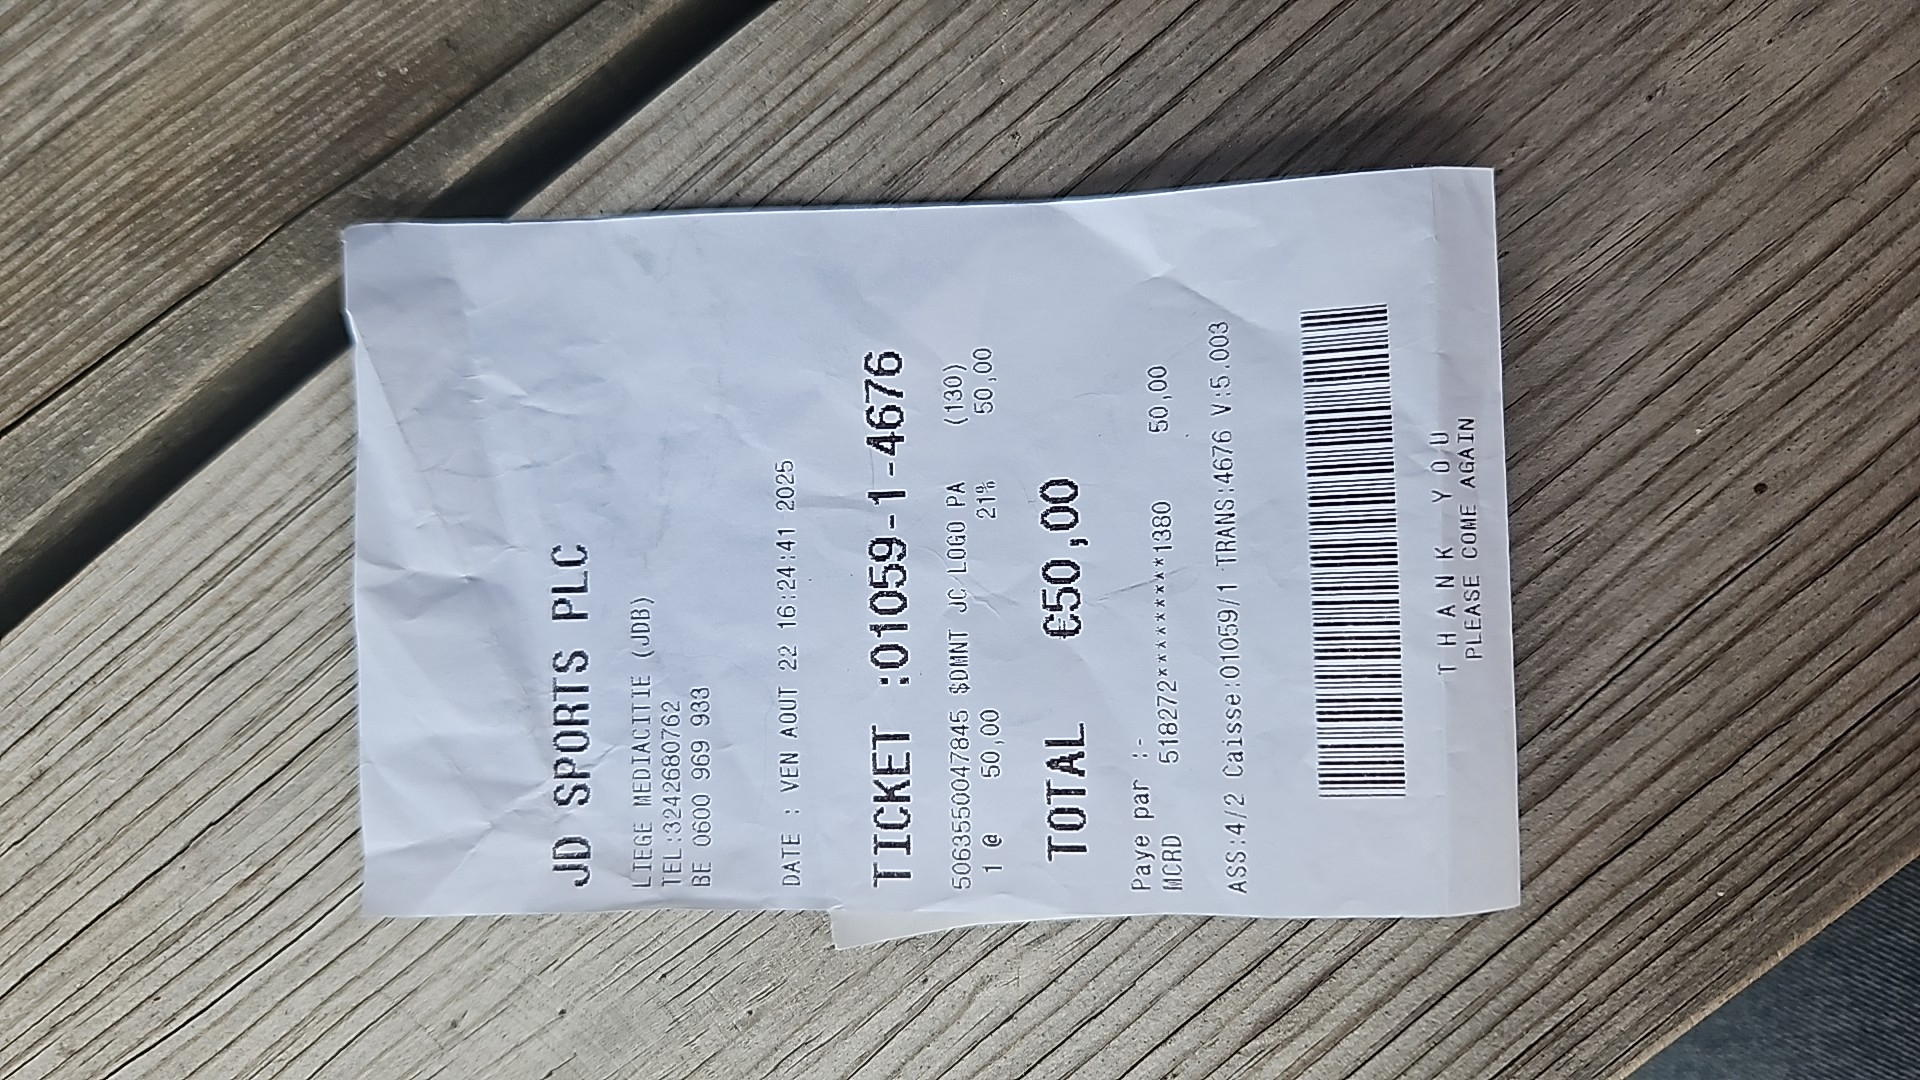 JD SPORTS PLC
LIEGE MEDIACITIE (JDB)
TEL:3242680762
BE 0600 969 933
DATE : VEN AOUT 22 16:24:41 2025
TICKET :01059-1-4676
5063550047845 $DMNT JC LOGO PA (130)
1 @ 50,00 21% 50,00
TOTAL €50,00
Paye par :-
MCRD 518272**********1380 50,00
ASS:4/2 Caisse:01059/1 TRANS:4676 V:5.003
T H A N K Y O U
PLEASE COME AGAIN